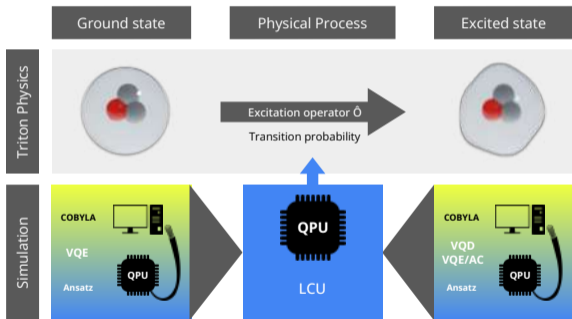 Ground state
Physical Process
Excited state
Triton Physics
Excitation operator Ô
Transition probability
Simulation
COBYLA
VQE
QPU
Ansatz
QPU
LCU
COBYLA
VQD
VQE/AC
QPU
Ansatz